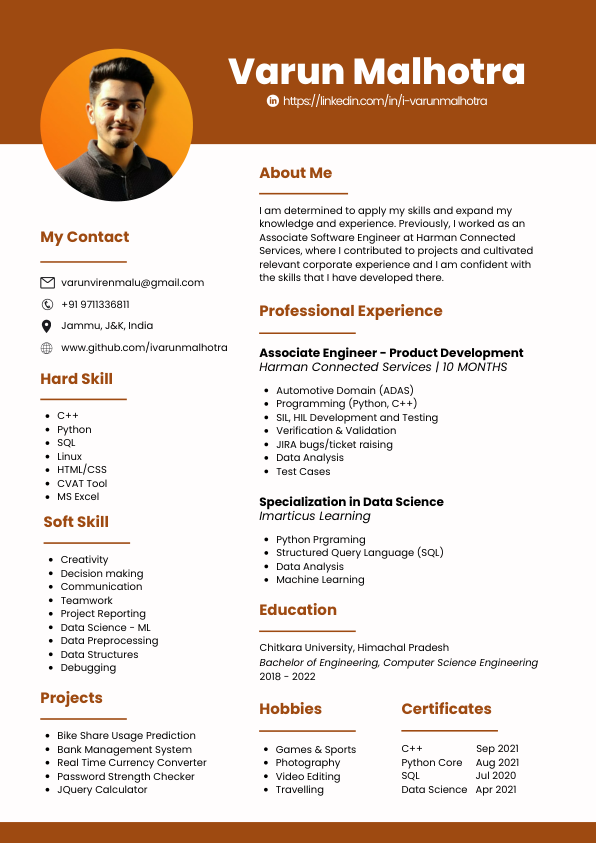 Varun Malhotra
https://linkedin.com/in/i-varunmalhotra
My Contact
varunvirenmalu@gmail.com
+91 9711336811
Jammu, J&K, India
www.github.com/ivarunmalhotra
Hard Skill
C++
Python
SQL
Linux
HTML/CSS
CVAT Tool
MS Excel
Soft Skill
Creativity
Decision making
Communication
Teamwork
Project Reporting
Data Science - ML
Data Preprocessing
Data Structures
Debugging
Projects
Bike Share Usage Prediction
Bank Management System
Real Time Currency Converter
Password Strength Checker
JQuery Calculator
About Me
I am determined to apply my skills and expand my
knowledge and experience. Previously, I worked as an
Associate Software Engineer at Harman Connected
Services, where I contributed to projects and cultivated
relevant corporate experience and I am confident with
the skills that I have developed there.
Professional Experience
Associate Engineer - Product Development
Harman Connected Services | 10 MONTHS
Automotive Domain (ADAS)
Programming (Python, C++)
SIL, HIL Development and Testing
Verification & Validation
JIRA bugs/ticket raising
Data Analysis
Test Cases
Specialization in Data Science
Imarticus Learning
Python Prgraming
Structured Query Language (SQL)
Data Analysis
Machine Learning
Education
Chitkara University, Himachal Pradesh
Bachelor of Engineering, Computer Science Engineering
2018 - 2022
Hobbies
Games & Sports
Photography
Video Editing
Travelling
Certificates
C++ Sep 2021
Python Core Aug 2021
SQL Jul 2020
Data Science Apr 2021